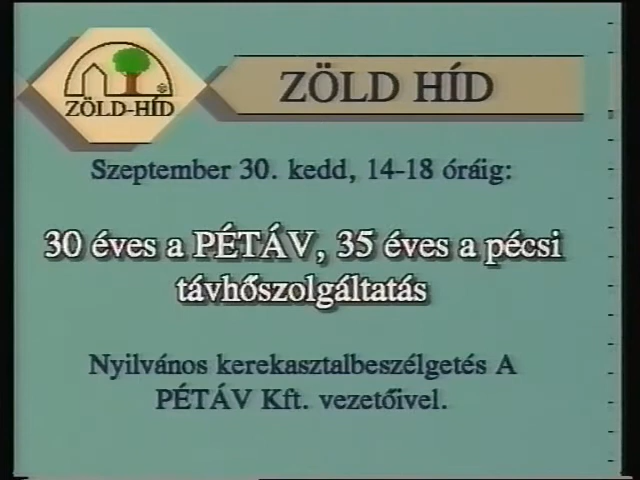 ZÖLD-HÍD
ZÖLD HÍD
Szeptember 30. kedd, 14-18 óráig:
30 éves a PÉTÁV, 35 éves a pécsi
távhőszolgáltatás
Nyilvános kerekasztalbeszélgetés A
PÉTÁV Kft. vezetőivel.